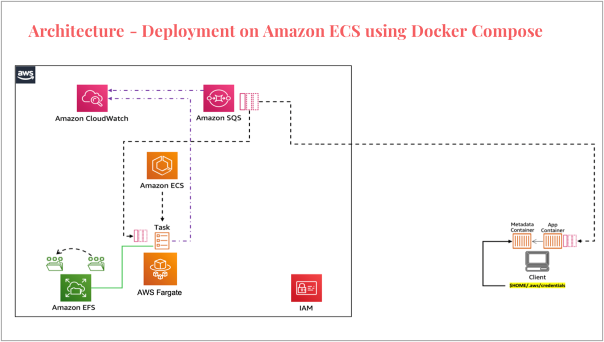 Architecture - Deployment on Amazon ECS using Docker Compose
aws
Amazon CloudWatch
Amazon SQS
Amazon ECS
Task
AWS Fargate
Amazon EFS
IAM
Metadata
Container
App
Container
Client
$HOME/.aws/credentials